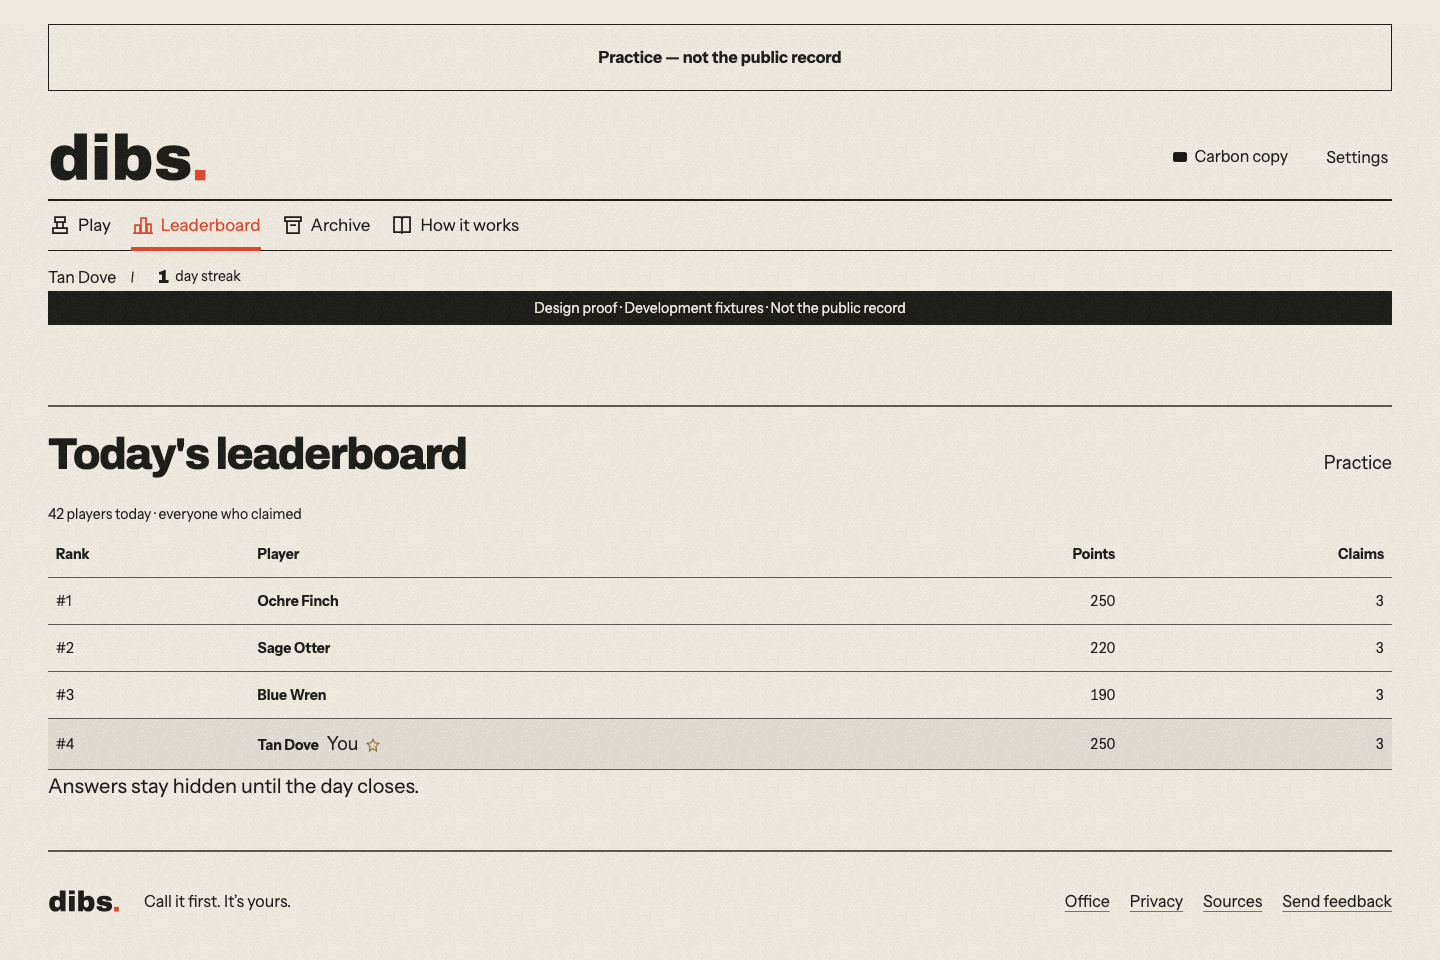 Practice — not the public record
dibs.
Carbon copy Settings
Play Leaderboard Archive How it works
Tan Dove / 1 day streak
Design proof · Development fixtures · Not the public record
Today's leaderboard
Practice
42 players today · everyone who claimed
Rank Player Points Claims
#1 Ochre Finch 250 3
#2 Sage Otter 220 3
#3 Blue Wren 190 3
#4 Tan Dove You 250 3
Answers stay hidden until the day closes.
dibs. Call it first. It’s yours. Office Privacy Sources Send feedback